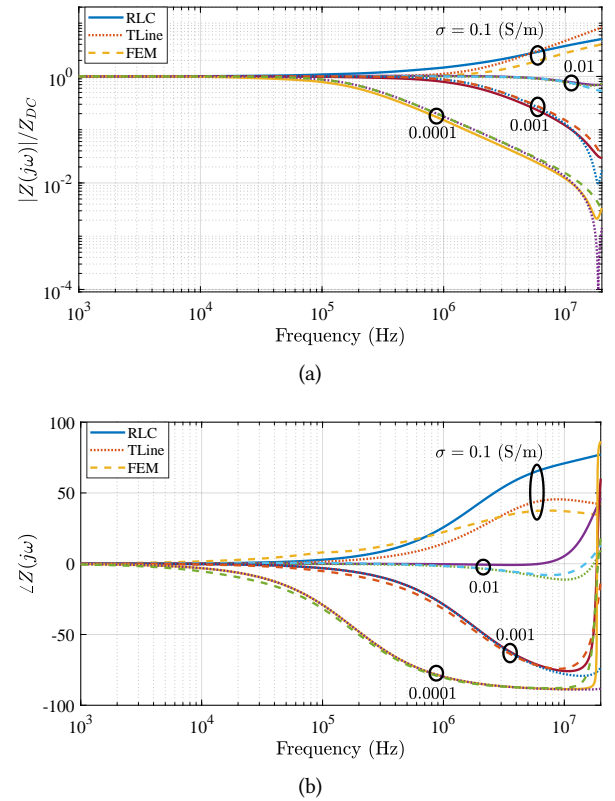 RLC
TLine
FEM
σ = 0.1 (S/m)
0.01
0.001
0.0001
10^0
10^-2
10^-4
|Z(jω)|/Z_DC
10^3
10^4
10^5
10^6
10^7
Frequency (Hz)
(a)
RLC
TLine
FEM
σ = 0.1 (S/m)
0.01
0.001
0.0001
100
50
0
-50
-100
∠Z(jω)
10^3
10^4
10^5
10^6
10^7
Frequency (Hz)
(b)